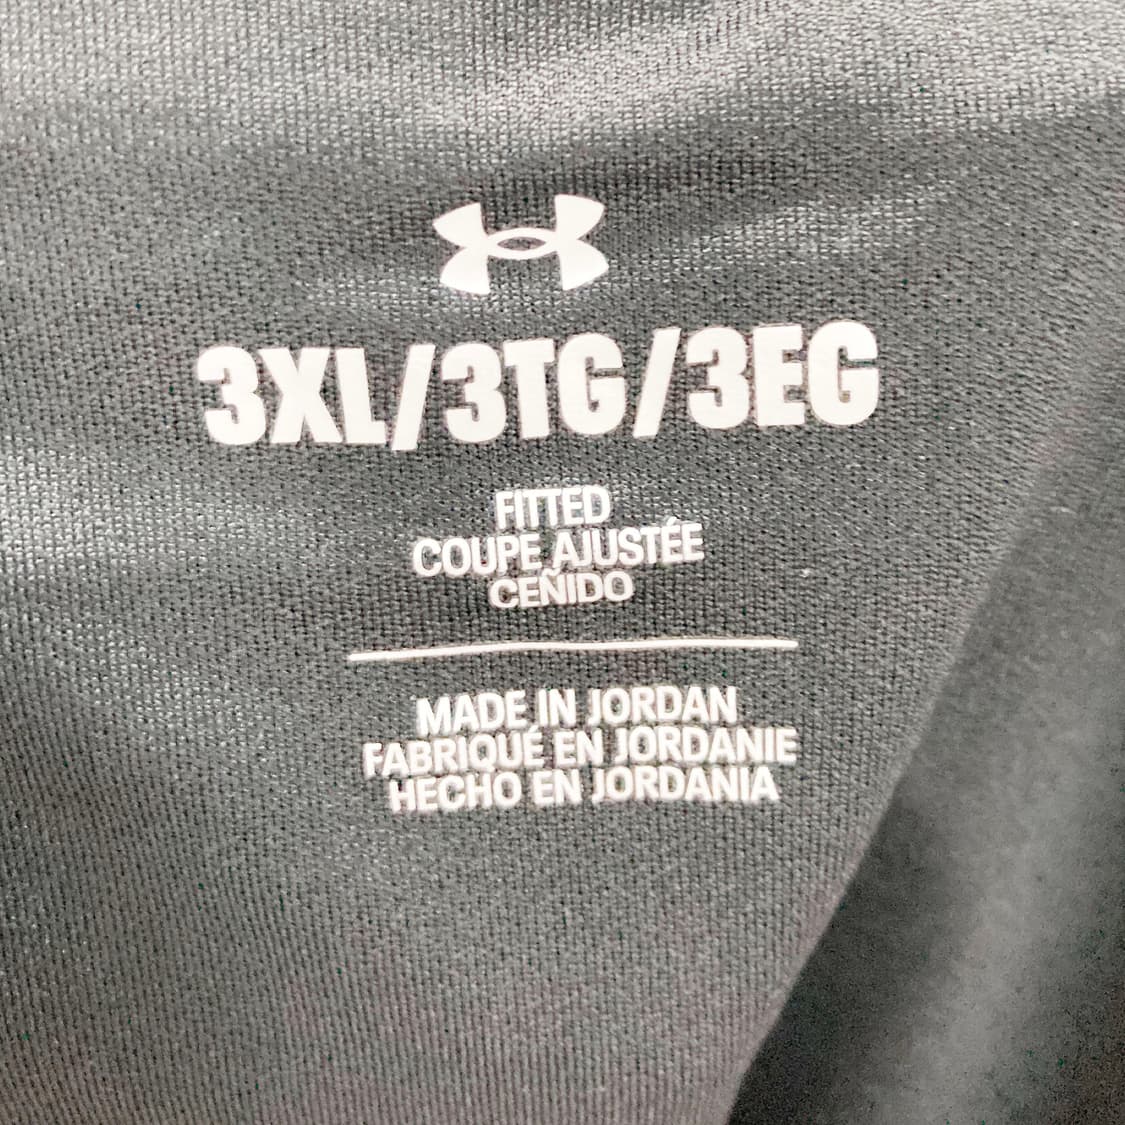 3XL/3TG/3EG
FITTED
COUPE AJUSTÉE
CEÑIDO
MADE IN JORDAN
FABRIQUÉ EN JORDANIE
HECHO EN JORDANIA